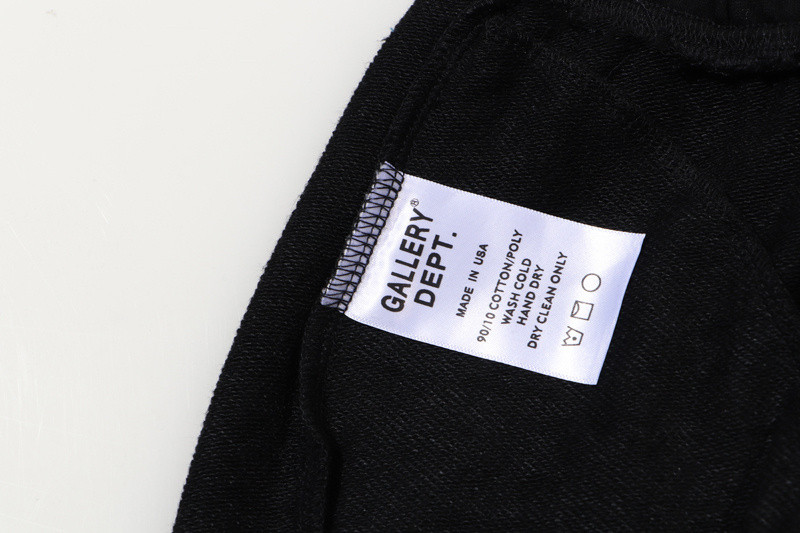 GALLERY®
DEPT.
MADE IN USA
90/10 COTTON/POLY
WASH COLD
HAND DRY
DRY CLEAN ONLY